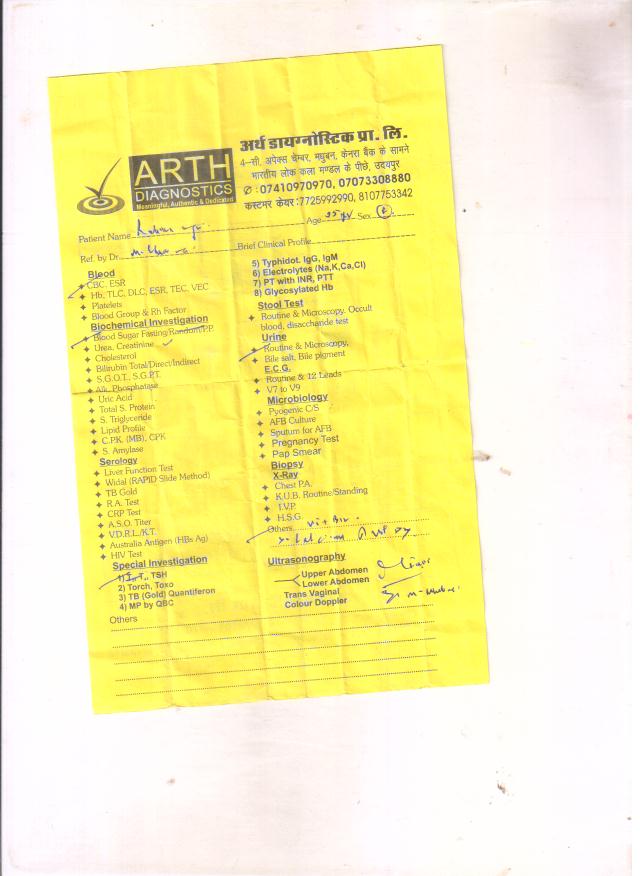 अर्थ डायग्नोस्टिक प्रा. लि.
ARTH
DIAGNOSTICS
Meaningful, Authentic & Dedicated
4-सी, अपेक्स चेम्बर, मधुबन, केनरा बैंक के सामने
भारतीय लोक कला मण्डल के पीछे, उदयपुर
✆ : 07410970970, 07073308880
कस्टमर केयर : 7725992990, 8107753342
Patient Name Age Sex F
Ref. by Dr. Brief Clinical Profile
Blood
CBC, ESR
Hb, TLC, DLC, ESR, TEC, VEC
Platelets
Blood Group & Rh Factor
Biochemical Investigation
Blood Sugar Fasting/Random/P.P.
Urea, Creatinine
Cholesterol
Bilirubin Total/Direct/Indirect
S.G.O.T., S.G.P.T.
Alk. Phosphatase
Uric Acid
Total S. Protein
S. Triglyceride
Lipid Profile
C.P.K. (MB), CPK
S. Amylase
Serology
Liver Function Test
Widal (RAPID Slide Method)
TB Gold
R.A. Test
CRP Test
A.S.O. Titer
V.D.R.L./K.T.
Australia Antigen (HBs Ag)
HIV Test
Special Investigation
1) T3, T4, TSH
2) Torch, Toxo
3) TB (Gold) Quantiferon
4) MP by QBC
5) Typhidot. IgG, IgM
6) Electrolytes (Na,K,Ca,Cl)
7) PT with INR, PTT
8) Glycosylated Hb
Stool Test
Routine & Microscopy. Occult
blood, disaccharide test
Urine
Routine & Microscopy,
Bile salt, Bile pigment
E.C.G.
Routine & 12 Leads
V7 to V9
Microbiology
Pyogenic C/S
AFB Culture
Sputum for AFB
Pregnancy Test
Pap Smear
Biopsy
X-Ray
Chest P.A.
K.U.B. Routine/Standing
I.V.P.
H.S.G.
Others Vit B12
Ultrasonography
Upper Abdomen
Lower Abdomen
Trans Vaginal
Colour Doppler
Others